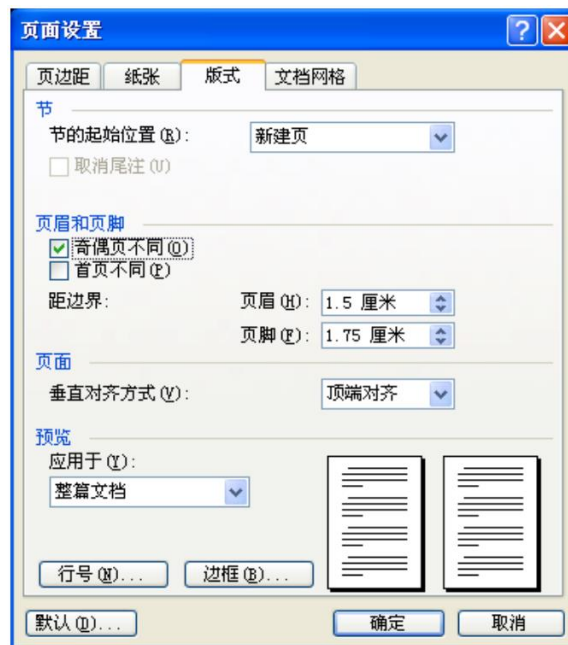 页面设置
页边距 纸张 版式 文档网格
节
节的起始位置(R): 新建页
取消尾注(U)
页眉和页脚
奇偶页不同(O)
首页不同(P)
距边界: 页眉(H): 1.5 厘米
页脚(F): 1.75 厘米
页面
垂直对齐方式(V): 顶端对齐
预览
应用于(Y):
整篇文档
行号(N)... 边框(B)...
默认(D)... 确定 取消